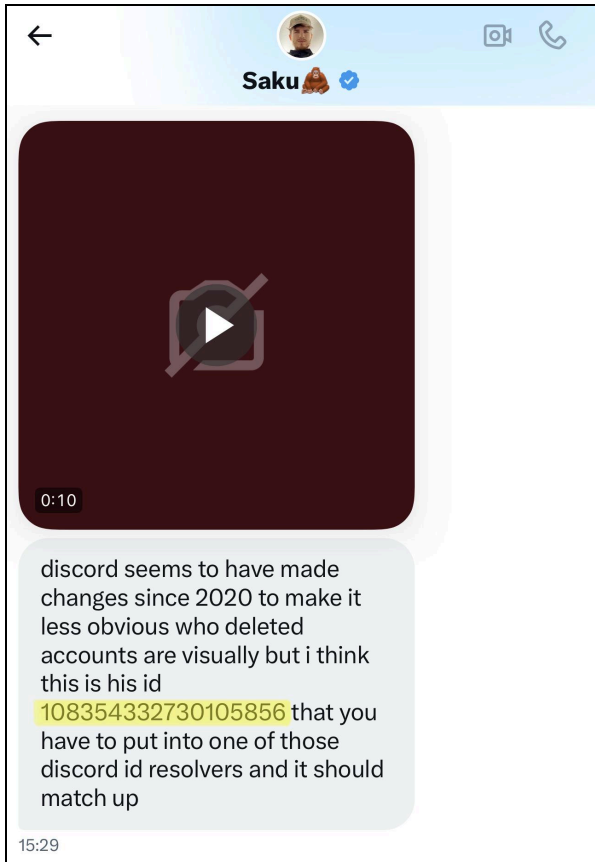 Saku🦧
0:10
discord seems to have made
changes since 2020 to make it
less obvious who deleted
accounts are visually but i think
this is his id
108354332730105856 that you
have to put into one of those
discord id resolvers and it should
match up
15:29